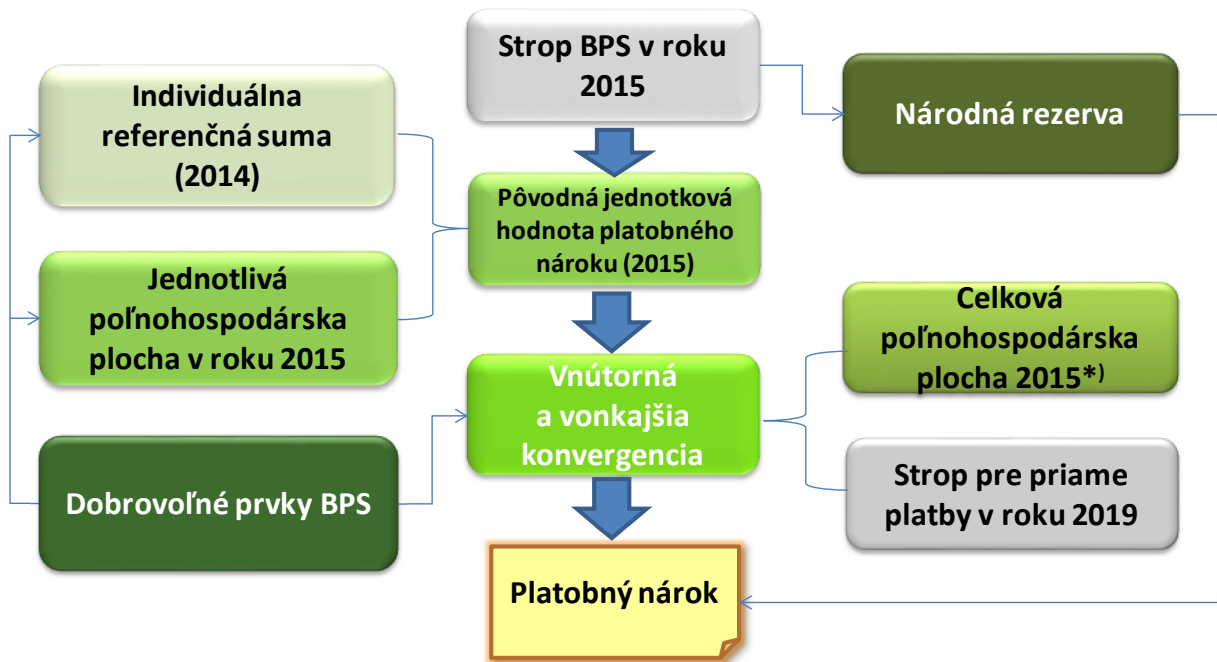 Strop BPS v roku
2015
Individuálna
referenčná suma
(2014)
Národná rezerva
Pôvodná jednotková
hodnota platobného
nároku (2015)
Jednotlivá
poľnohospodárska
plocha v roku 2015
Celková
poľnohospodárska
plocha 2015*)
Vnútorná
a vonkajšia
konvergencia
Dobrovoľné prvky BPS
Strop pre priame
platby v roku 2019
Platobný nárok